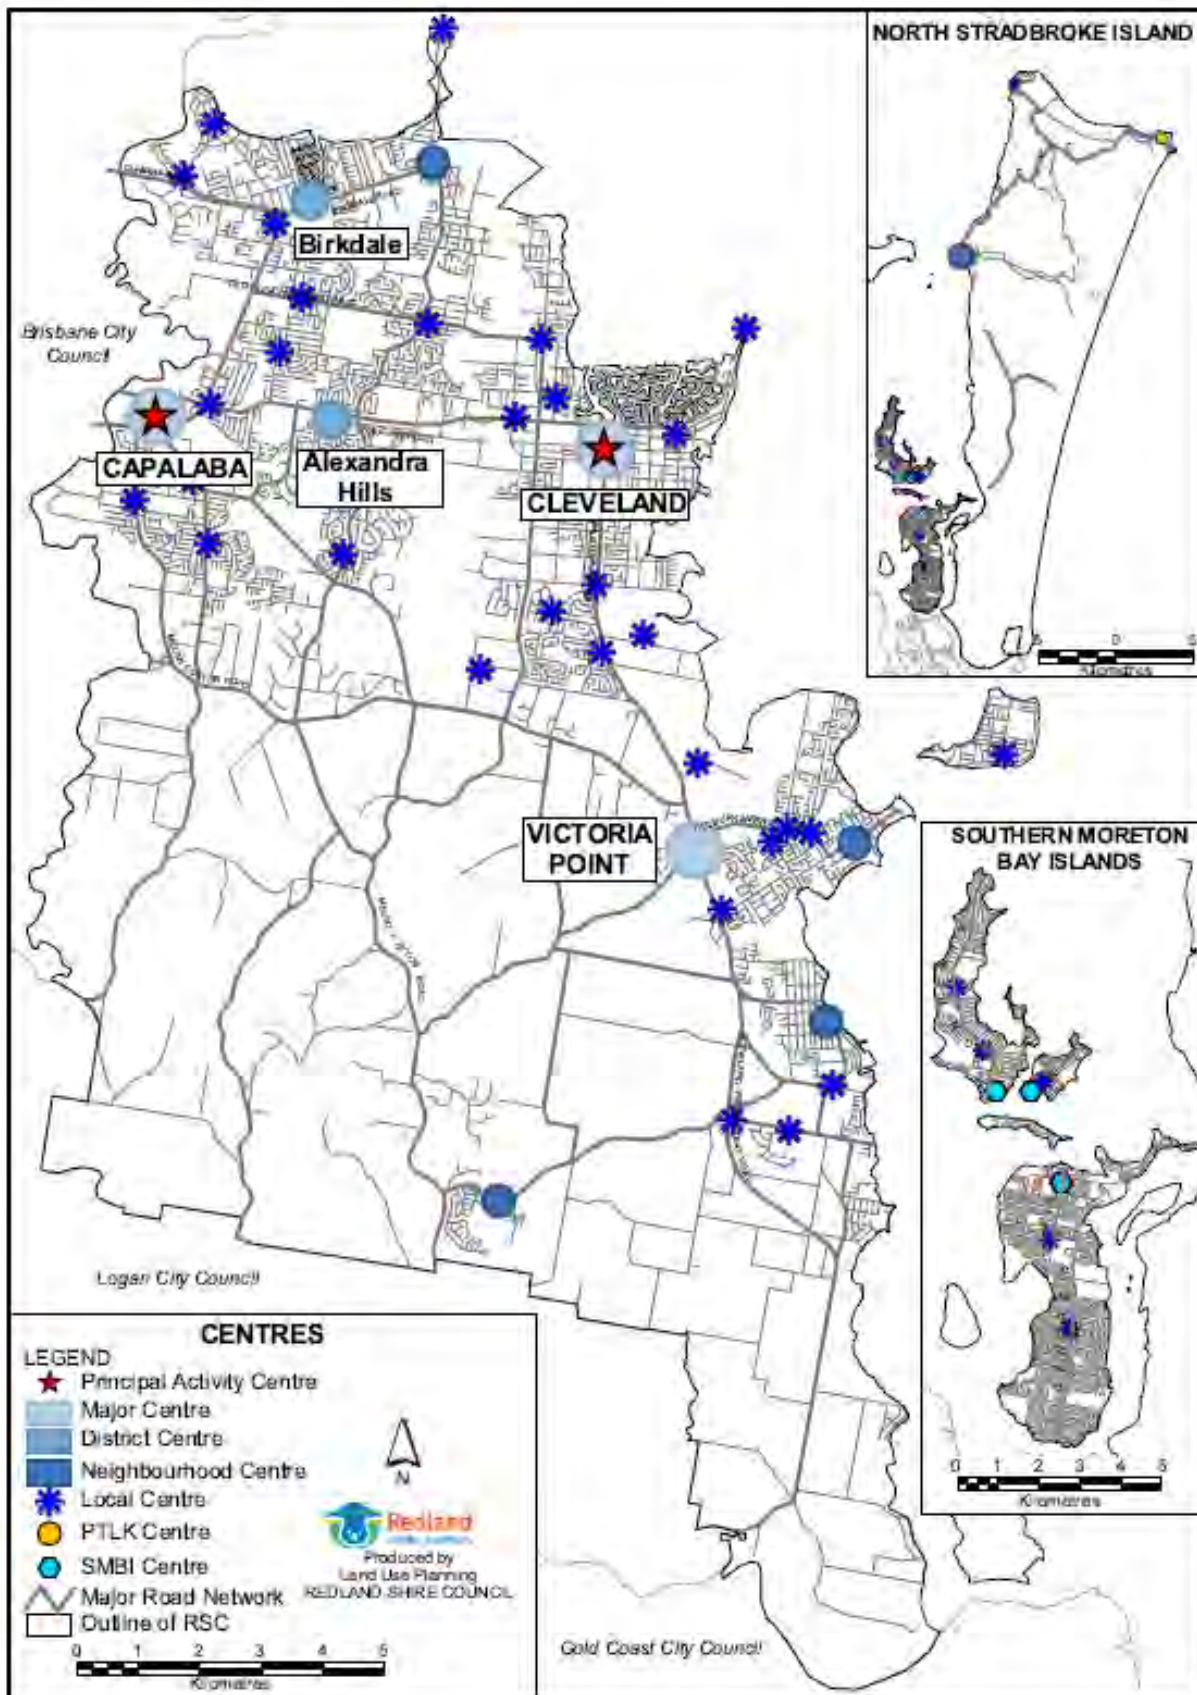 NORTH STRADBROKE ISLAND
Birkdale
Brisbane City
Council
CAPALABA
Alexandra
Hills
CLEVELAND
0
Kilometres
VICTORIA
POINT
SOUTHERN MORETON
BAY ISLANDS
0 1 2 3 4 5
Kilometres
Logan City Council
CENTRES
LEGEND
Principal Activity Centre
Major Centre
District Centre
Neighbourhood Centre
Local Centre
PTLK Centre
SMBI Centre
Major Road Network
Outline of RSC
N
Redland
Produced by
Land Use Planning
REDLAND SHIRE COUNCIL
0 1 2 3 4 5
Kilometres
Gold Coast City Council